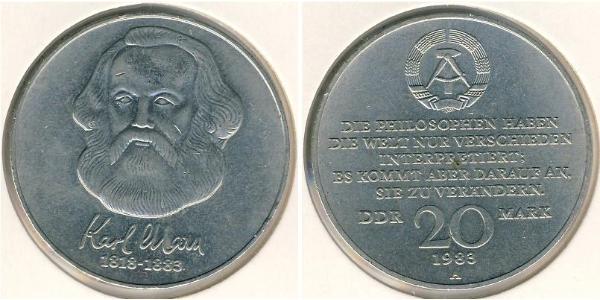 Karl Marx
1818-1883
DIE PHILOSOPHEN HABEN
DIE WELT NUR VERSCHIEDEN
INTERPRETIERT;
ES KOMMT ABER DARAUF AN,
SIE ZU VERÄNDERN.
DDR 20 MARK
1983
A